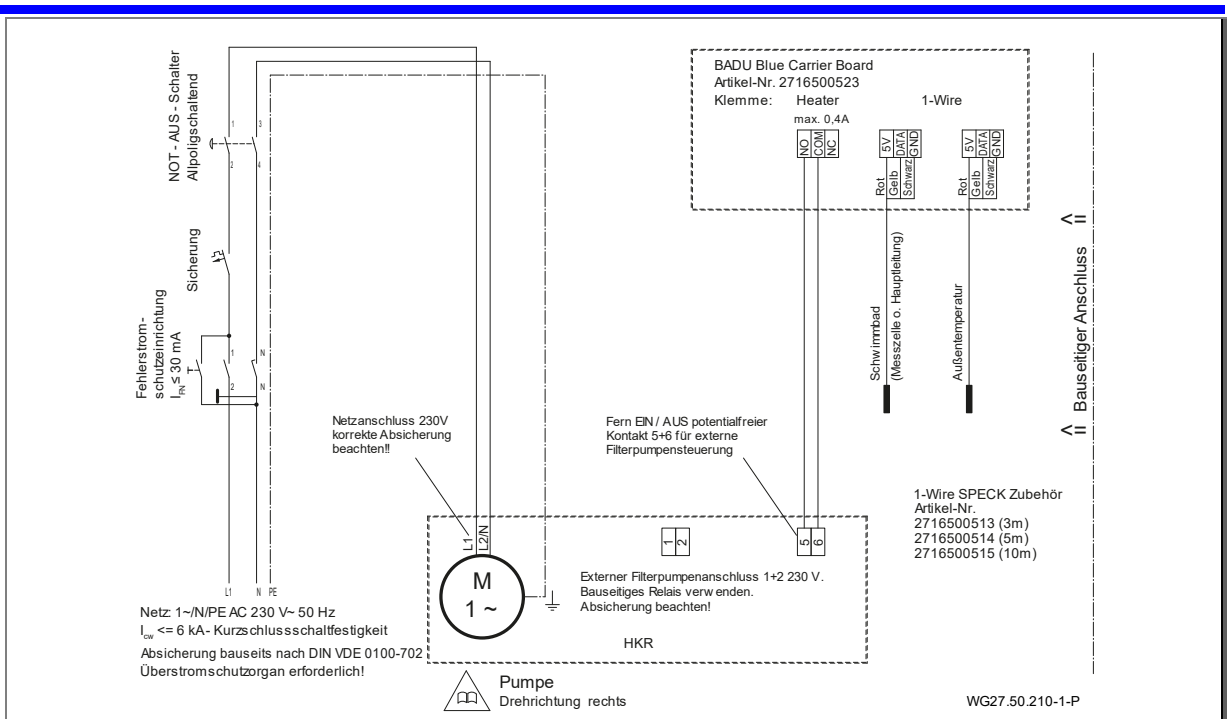 NOT - AUS - Schalter
Allpoligschaltend
1
3
2
4
Sicherung
Fehlerstrom -
schutzeinrichtung
I_FN ≤ 30 mA
1
N
2
N
L1
N
PE
Netz: 1~/N/PE AC 230 V~ 50 Hz
I_cw <= 6 kA - Kurzschlussschaltfestigkeit
Absicherung bauseits nach DIN VDE 0100-702
Überstromschutzorgan erforderlich!
Netzanschluss 230V
korrekte Absicherung
beachten!!
L1
L2/N
M
1 ~
Pumpe
Drehrichtung rechts
BADU Blue Carrier Board
Artikel-Nr. 2716500523
Klemme: Heater 1-Wire
max. 0,4A
NO
COM
NC
5V
DATA
GND
Rot
Gelb
Schwarz
5V
DATA
GND
Rot
Gelb
Schwarz
Schwimmbad
(Messzelle o. Hauptleitung)
Außentemperatur
Fern EIN / AUS potentialfreier
Kontakt 5+6 für externe
Filterpumpensteuerung
1
2
5
6
Externer Filterpumpenanschluss 1+2 230 V.
Bauseitiges Relais verwenden.
Absicherung beachten!
HKR
1-Wire SPECK Zubehör
Artikel-Nr.
2716500513 (3m)
2716500514 (5m)
2716500515 (10m)
<= Bauseitiger Anschluss <=
WG27.50.210-1-P